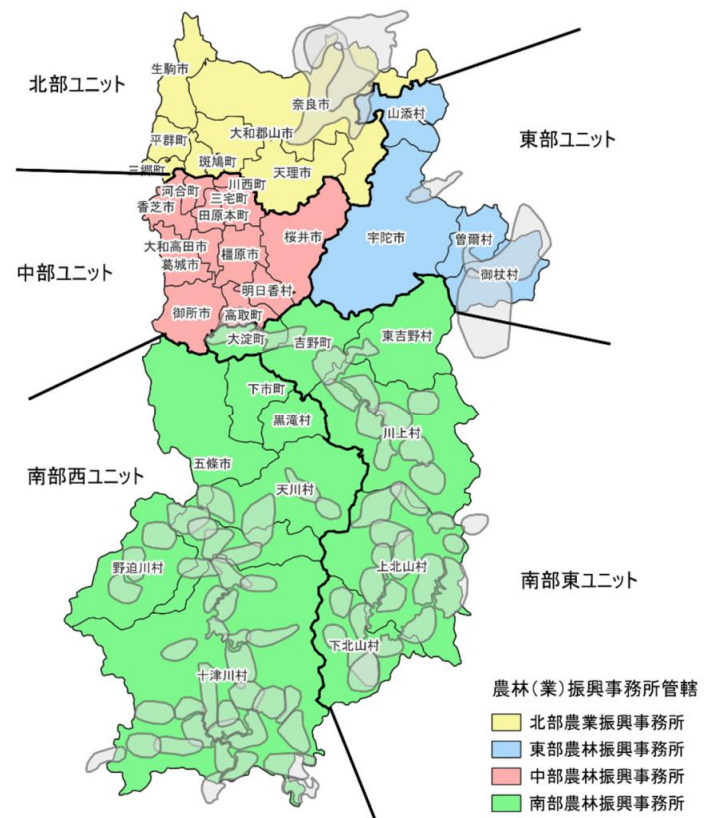 生駒市
北部ユニット
奈良市
山添村
平群町
大和郡山市
東部ユニット
斑鳩町
三郷町
天理市
河合町
川西町
三宅町
香芝市
田原本町
大和高田市
橿原市
桜井市
宇陀市
曽爾村
中部ユニット
葛城市
御杖村
明日香村
御所市
高取町
大淀町
吉野町
東吉野村
下市町
黒滝村
川上村
五條市
南部西ユニット
天川村
野迫川村
上北山村
南部東ユニット
下北山村
十津川村
農林(業)振興事務所管轄
北部農業振興事務所
東部農林振興事務所
中部農林振興事務所
南部農林振興事務所